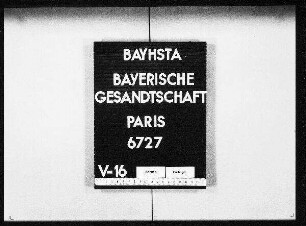 BAYHSTA
BAYERISCHE
GESANDTSCHAFT
PARIS
6727
V-16